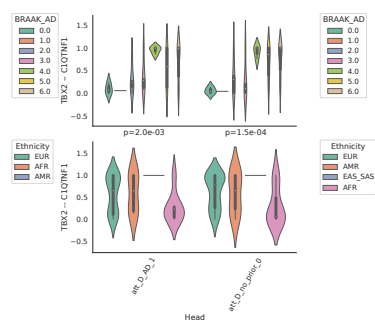 BRAAK_AD
0.0
1.0
2.0
3.0
4.0
5.0
6.0
TBX2 -- C1QTNF1
1.5
1.0
0.5
0.0
−0.5
BRAAK_AD
0.0
1.0
2.0
3.0
4.0
5.0
6.0
p=2.0e-03
p=1.5e-04
Ethnicity
EUR
AFR
AMR
TBX2 -- C1QTNF1
1.5
1.0
0.5
0.0
−0.5
Ethnicity
EUR
AMR
EAS_SAS
AFR
att_D_AD_1
att_D_no_prior_0
Head